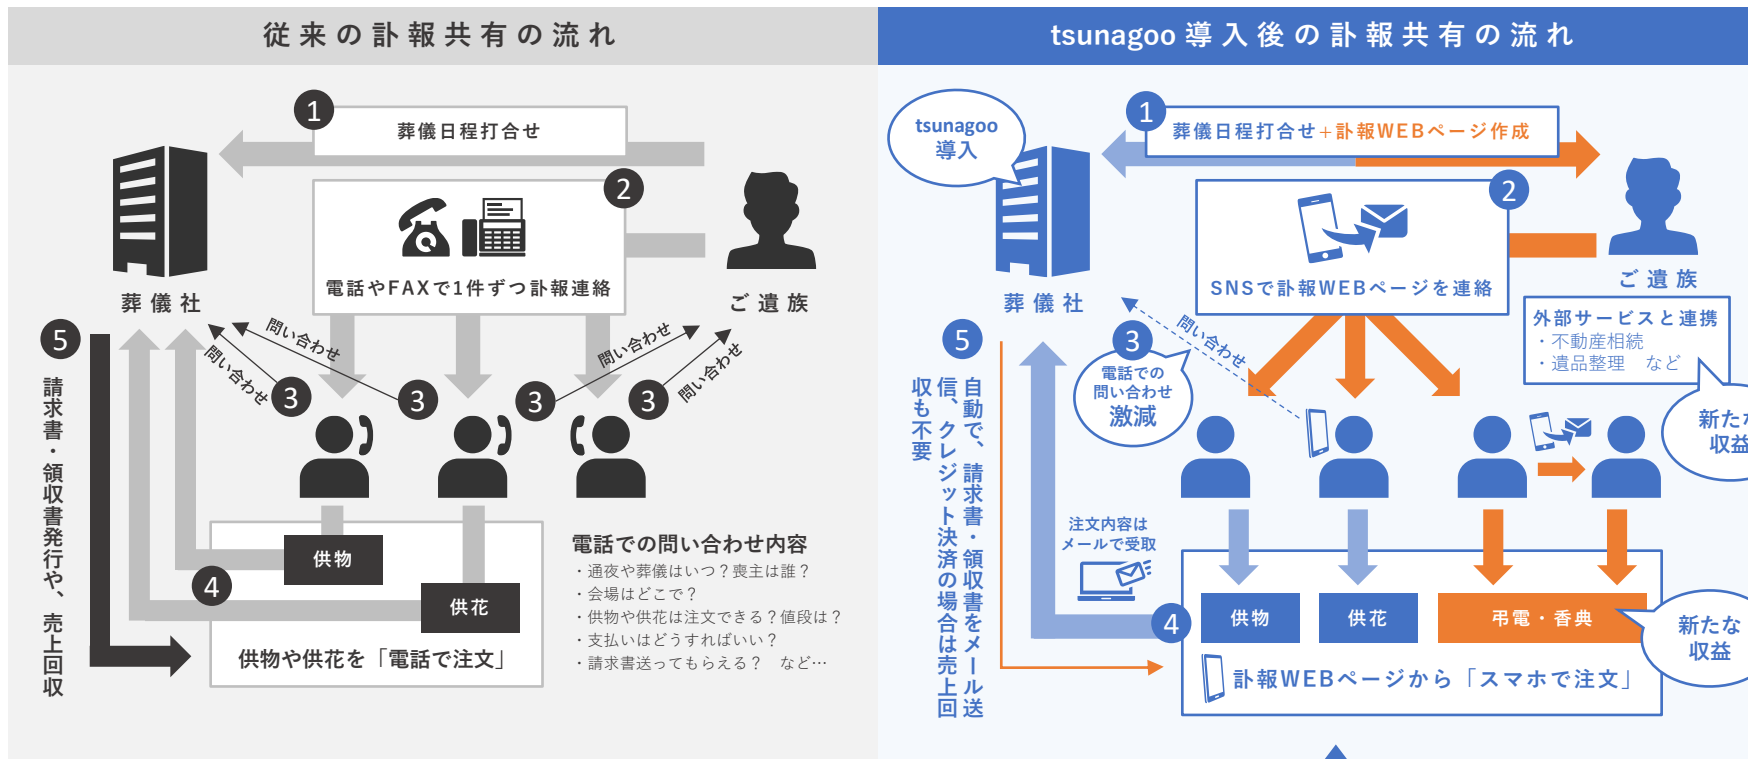 従来の訃報共有の流れ
1
葬儀日程打合せ
2
電話やFAXで1件ずつ訃報連絡
葬儀社
ご遺族
問い合わせ
問い合わせ
問い合わせ
問い合わせ
3
3
3
3
5
請求書・領収書発行や、売上回収
供物
4
供花
供物や供花を「電話で注文」
電話での問い合わせ内容
・通夜や葬儀はいつ？喪主は誰？
・会場はどこで？
・供物や供花は注文できる？値段は？
・支払いはどうすればいい？
・請求書送ってもらえる？　など…
tsunagoo 導入後の訃報共有の流れ
tsunagoo
導入
1
葬儀日程打合せ+訃報WEBページ作成
2
SNSで訃報WEBページを連絡
葬儀社
ご遺族
外部サービスと連携
・不動産相続
・遺品整理　など
新たな
収益
問い合わせ
3
電話での
問い合わせ
激減
5
自動で、請求書・領収書をメール送
信、クレジット決済の場合は売上回
収も不要
注文内容は
メールで受取
4
供物
供花
弔電・香典
新たな
収益
訃報WEBページから「スマホで注文」